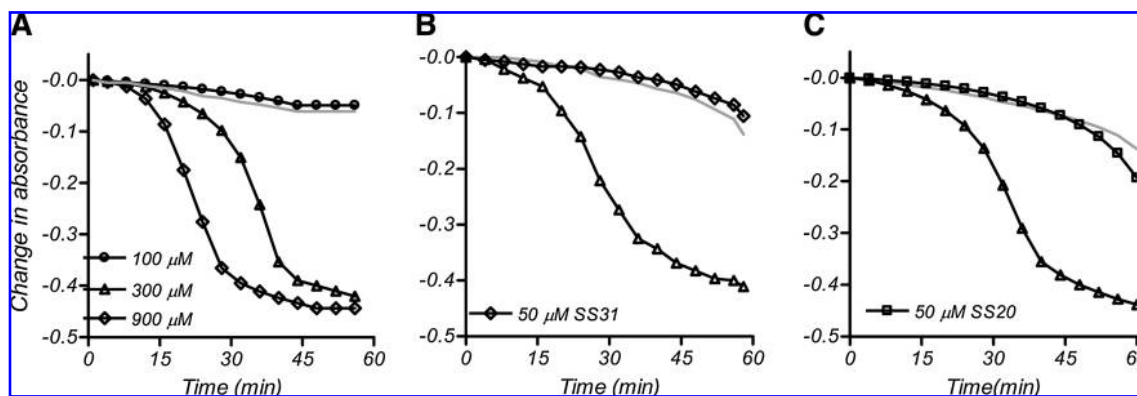 A
Change in absorbance
-0.0
-0.1
-0.2
-0.3
-0.4
-0.5
100 μM
300 μM
900 μM
0 15 30 45 60
Time (min)
B
-0.0
-0.1
-0.2
-0.3
-0.4
-0.5
50 μM SS31
0 15 30 45 60
Time (min)
C
-0.0
-0.1
-0.2
-0.3
-0.4
-0.5
50 μM SS20
0 15 30 45 60
Time(min)